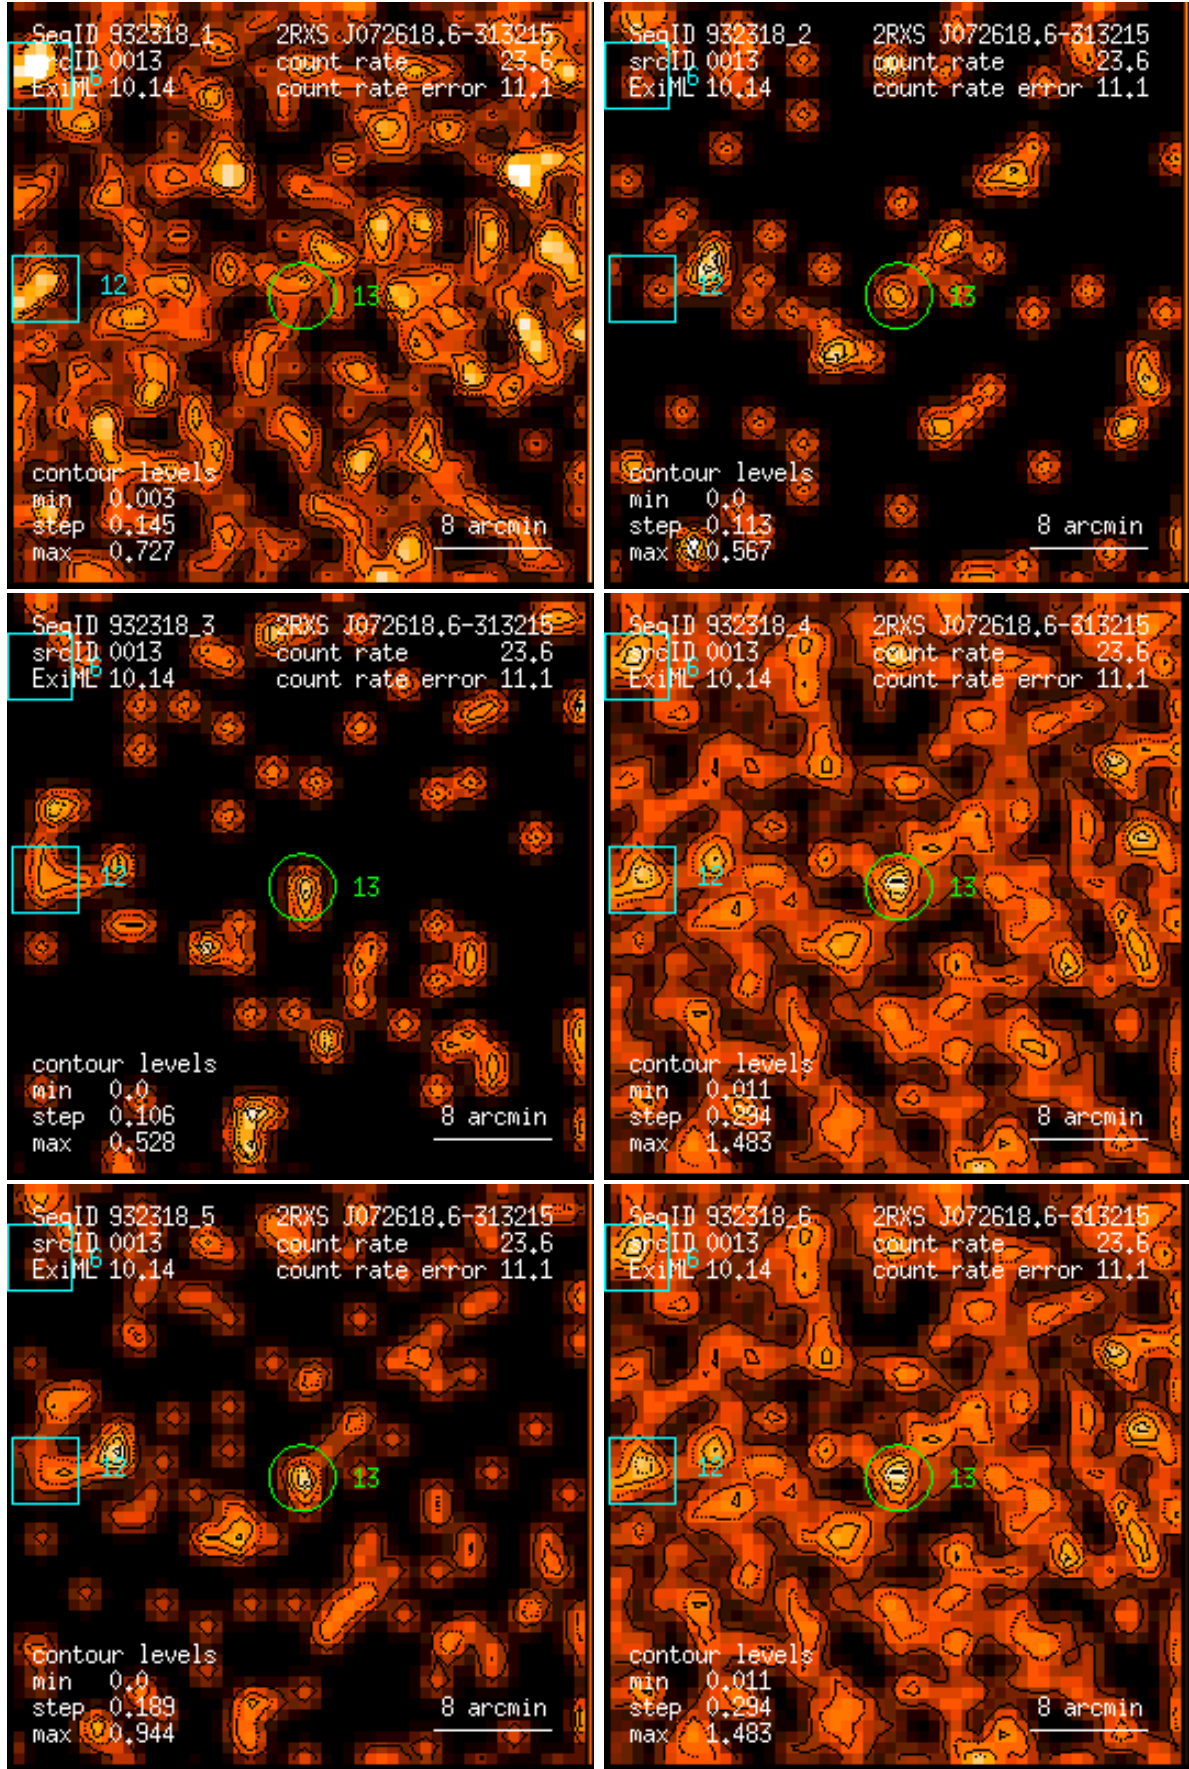 SeqID 932318_1 2RXS J072618.6-313215
srcID 0013 count rate 23.6
ExiML 10.14 count rate error 11.1
6
12
13
contour levels
min 0.003
step 0.145
max 0.727
8 arcmin
SeqID 932318_2 2RXS J072618.6-313215
srcID 0013 count rate 23.6
ExiML 10.14 count rate error 11.1
6
12
13
contour levels
min 0.0
step 0.113
max 0.567
8 arcmin
SeqID 932318_3 2RXS J072618.6-313215
srcID 0013 count rate 23.6
ExiML 10.14 count rate error 11.1
6
12
13
contour levels
min 0.0
step 0.106
max 0.528
8 arcmin
SeqID 932318_4 2RXS J072618.6-313215
srcID 0013 count rate 23.6
ExiML 10.14 count rate error 11.1
6
12
13
contour levels
min 0.011
step 0.294
max 1.483
8 arcmin
SeqID 932318_5 2RXS J072618.6-313215
srcID 0013 count rate 23.6
ExiML 10.14 count rate error 11.1
6
12
13
contour levels
min 0.0
step 0.189
max 0.944
8 arcmin
SeqID 932318_6 2RXS J072618.6-313215
srcID 0013 count rate 23.6
ExiML 10.14 count rate error 11.1
6
12
13
contour levels
min 0.011
step 0.294
max 1.483
8 arcmin